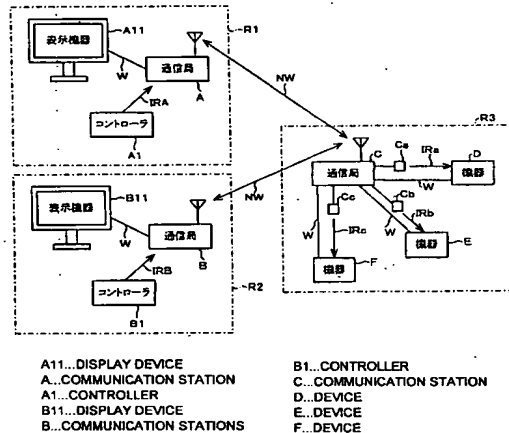 A11
R1
表示機器
通信局
W
IRA
A
コントローラ
A1
NW
R3
Ca
IRa
D
C
通信局
機器
W
Cc
Cb
IRb
W
W
IRc
機器
E
機器
F
B11
NW
表示機器
通信局
W
IRB
B
コントローラ
R2
B1
A11...DISPLAY DEVICE
A...COMMUNICATION STATION
A1...CONTROLLER
B11...DISPLAY DEVICE
B...COMMUNICATION STATIONS
B1...CONTROLLER
C...COMMUNICATION STATION
D...DEVICE
E...DEVICE
F...DEVICE